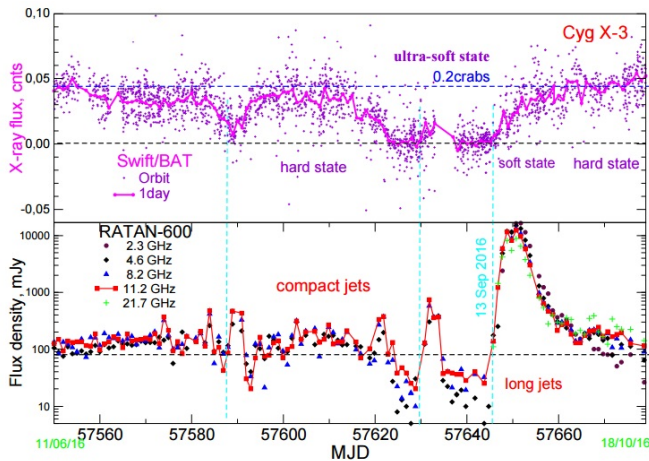 Cyg X-3
0,10
0,05
0,00
-0,05
X-ray flux, cnts
ultra-soft state
0.2crabs
Swift/BAT
Orbit
1day
hard state
soft state
hard state
RATAN-600
2.3 GHz
4.6 GHz
8.2 GHz
11.2 GHz
21.7 GHz
compact jets
13 Sep 2016
long jets
10000
1000
100
10
Flux density, mJy
57560
57580
57600
57620
57640
57660
11/06/16
MJD
18/10/16